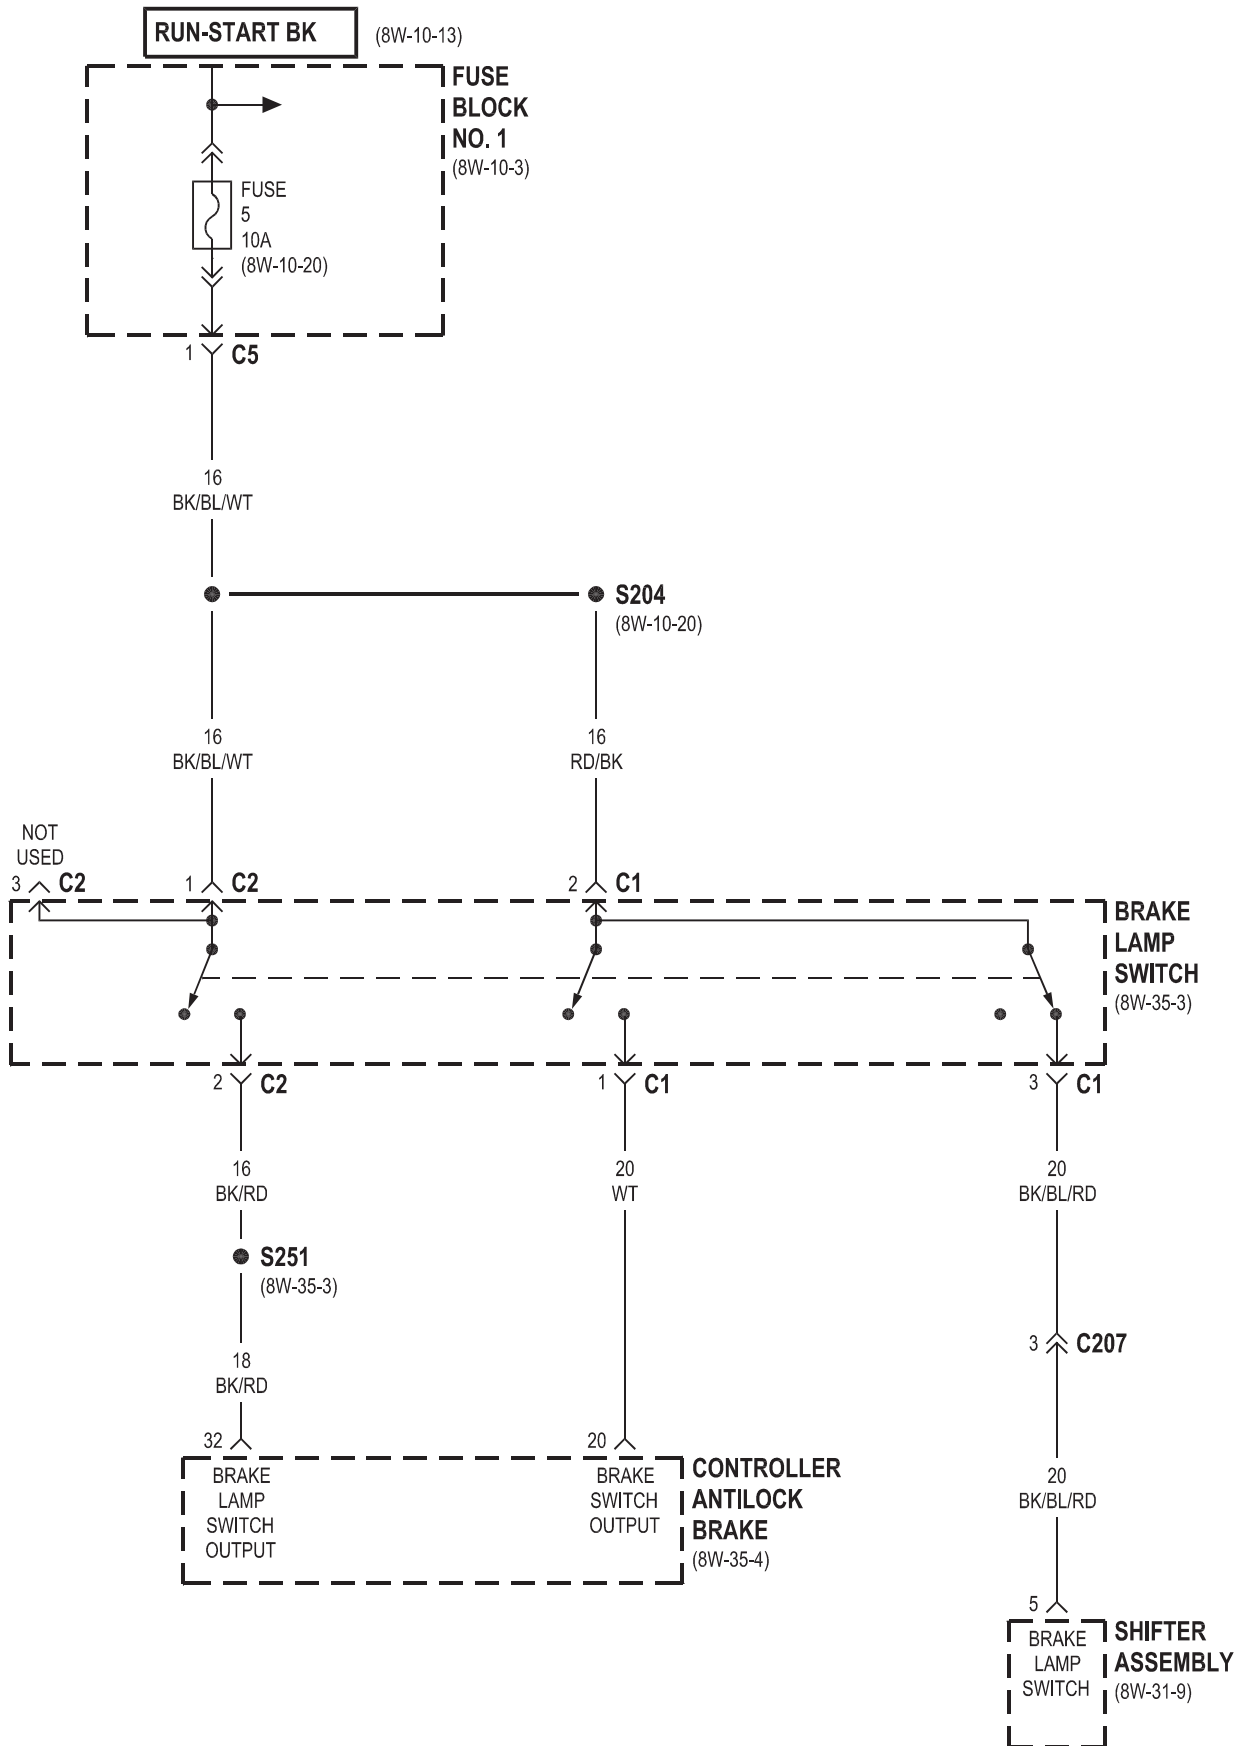 RUN-START BK (8W-10-13)
FUSE
BLOCK
NO. 1
(8W-10-3)
FUSE
5
10A
(8W-10-20)
1 C5
16
BK/BL/WT
S204
(8W-10-20)
16
BK/BL/WT
16
RD/BK
NOT
USED
3 C2
1 C2
2 C1
BRAKE
LAMP
SWITCH
(8W-35-3)
2 C2
1 C1
3 C1
16
BK/RD
20
WT
20
BK/BL/RD
S251
(8W-35-3)
3 C207
18
BK/RD
32
20
BRAKE
LAMP
SWITCH
OUTPUT
BRAKE
SWITCH
OUTPUT
CONTROLLER
ANTILOCK
BRAKE
(8W-35-4)
20
BK/BL/RD
5
BRAKE
LAMP
SWITCH
SHIFTER
ASSEMBLY
(8W-31-9)